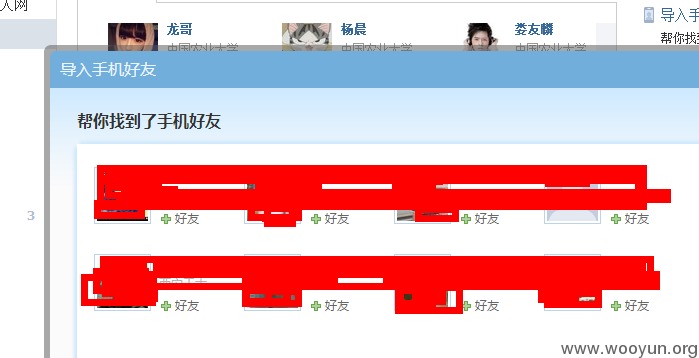 人网
龙哥 杨晨 娄友麟 导入手
中国农业大学 中国农业大学 中国农业大学 帮你找到
导入手机好友
帮你找到了手机好友
3
好友 好友 好友 好友
好友 好友 好友 好友
www.wooyun.org